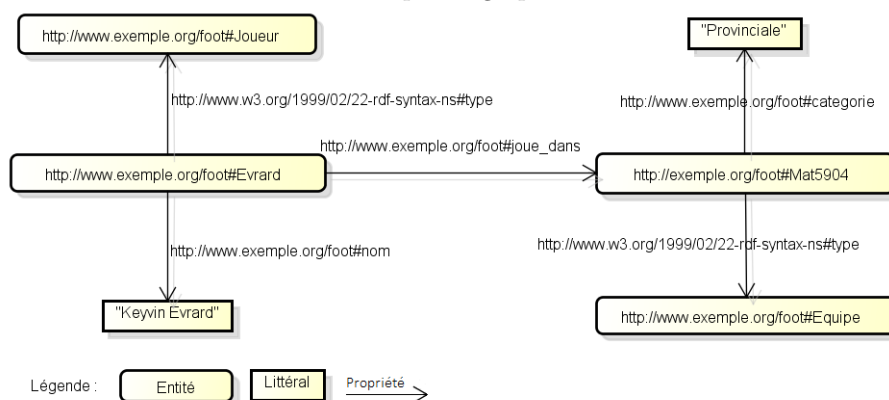 http://www.exemple.org/foot#Joueur
"Provinciale"
http://www.w3.org/1999/02/22-rdf-syntax-ns#type
http://www.exemple.org/foot#categorie
http://www.exemple.org/foot#joue_dans
http://www.exemple.org/foot#Evrard
http://exemple.org/foot#Mat5904
http://www.exemple.org/foot#nom
http://www.w3.org/1999/02/22-rdf-syntax-ns#type
"Keyvin Evrard"
http://www.exemple.org/foot#Equipe
Légende : Entité Littéral Propriété